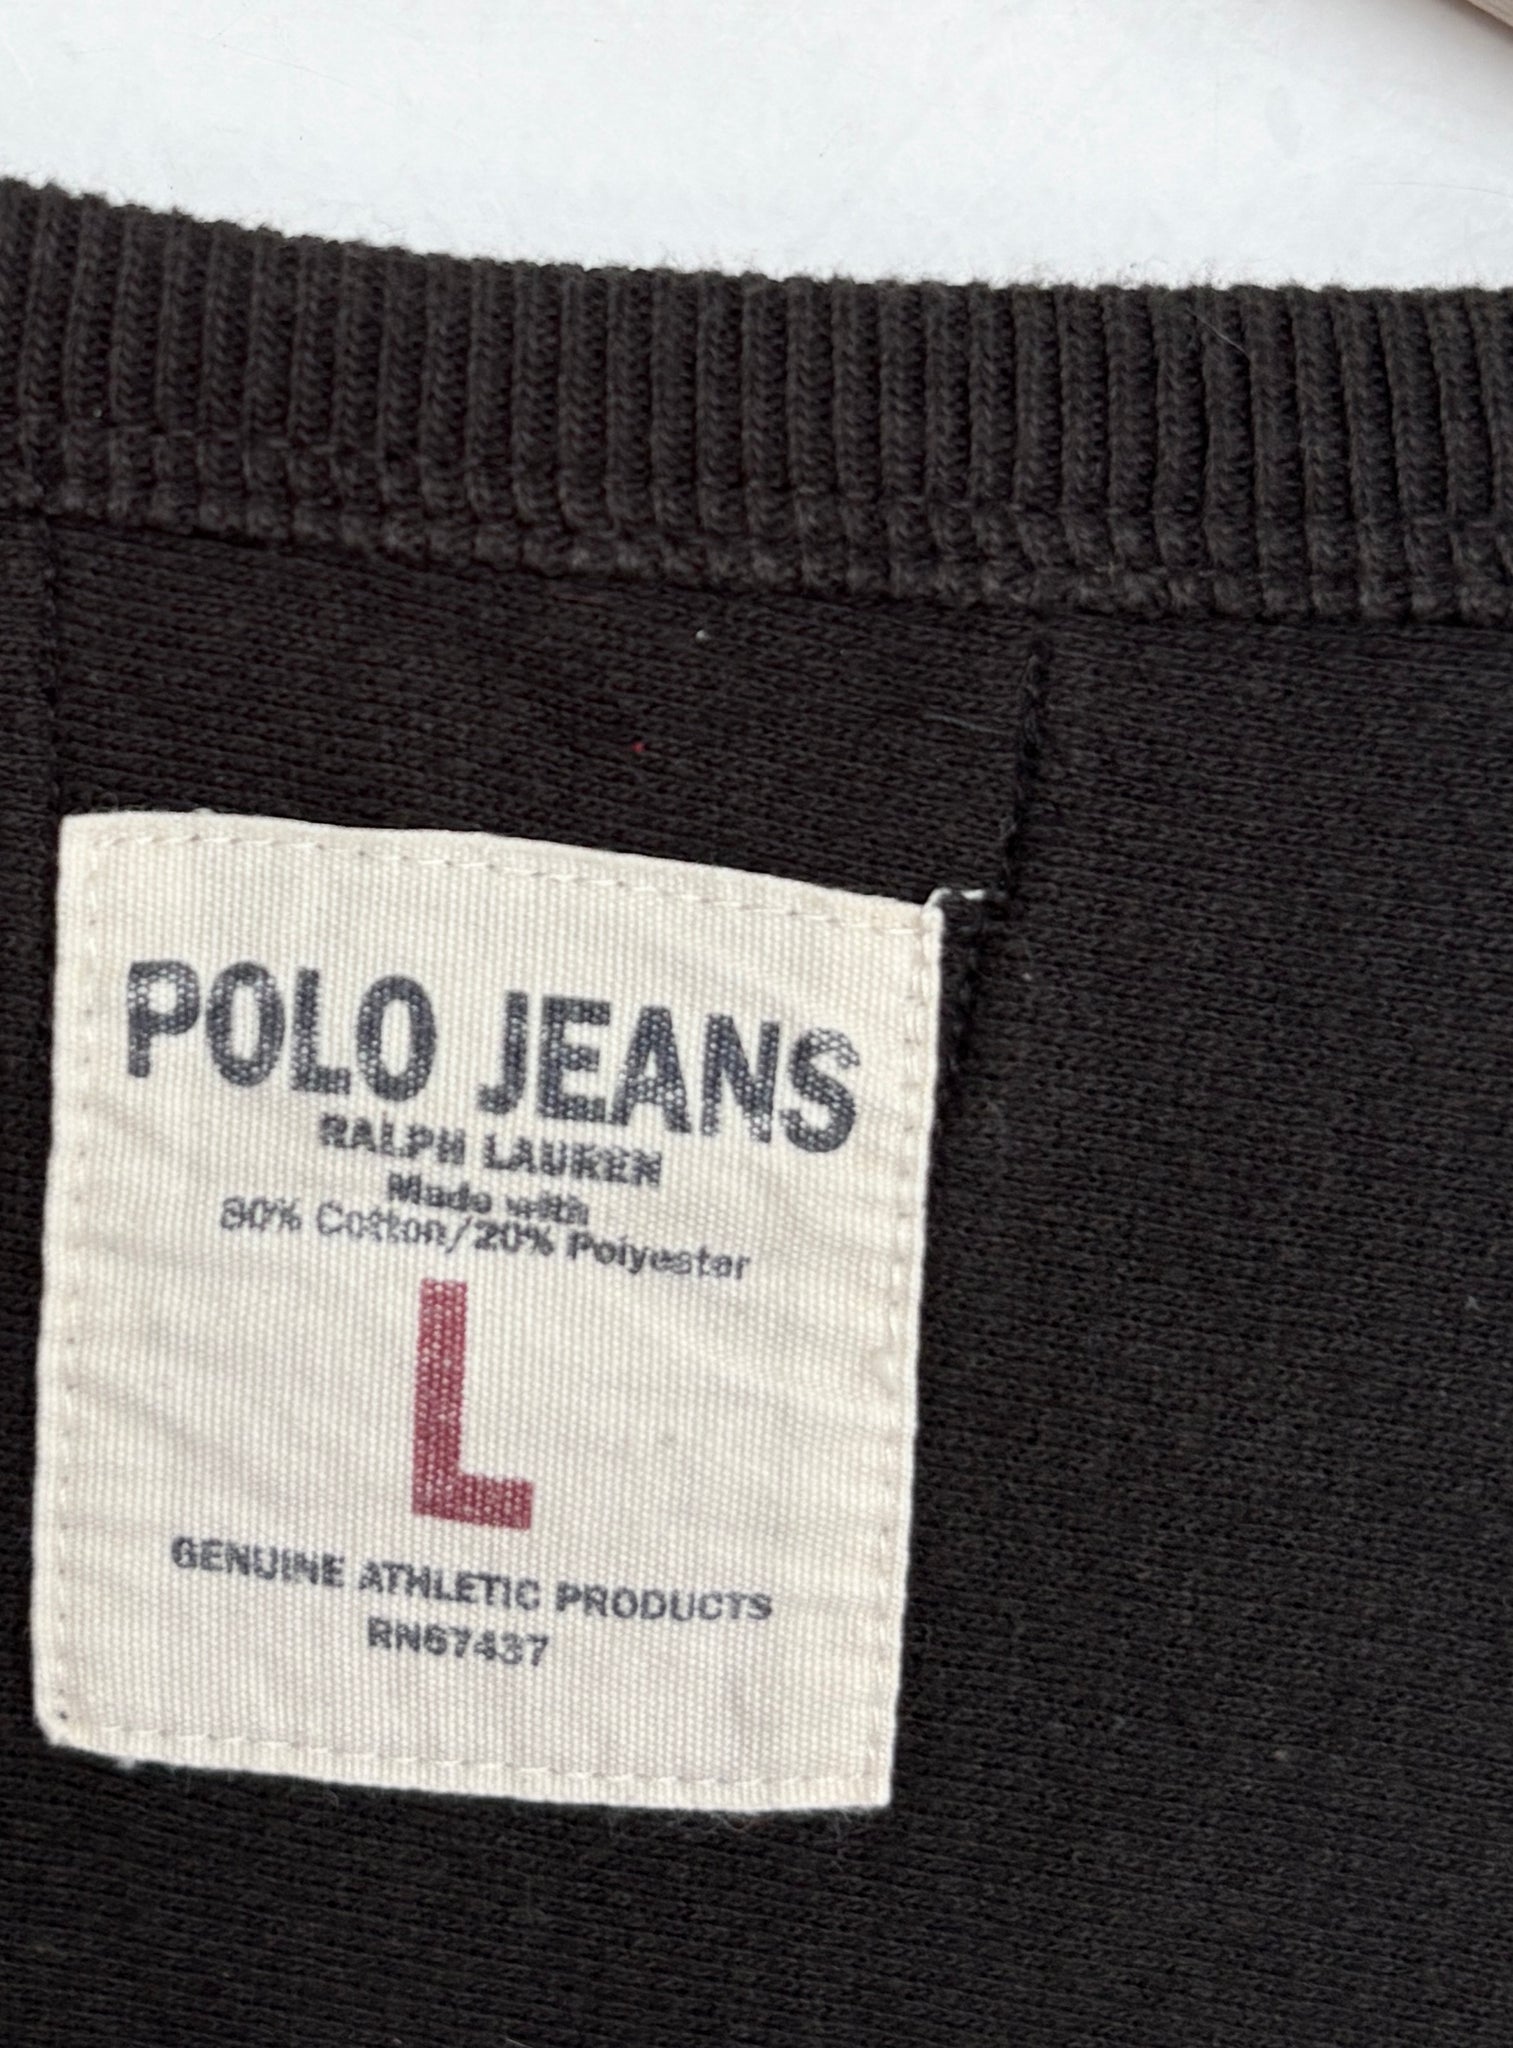 POLO JEANS
RALPH LAUREN
Made with
80% Cotton/20% Polyester
L
GENUINE ATHLETIC PRODUCTS
RN67437